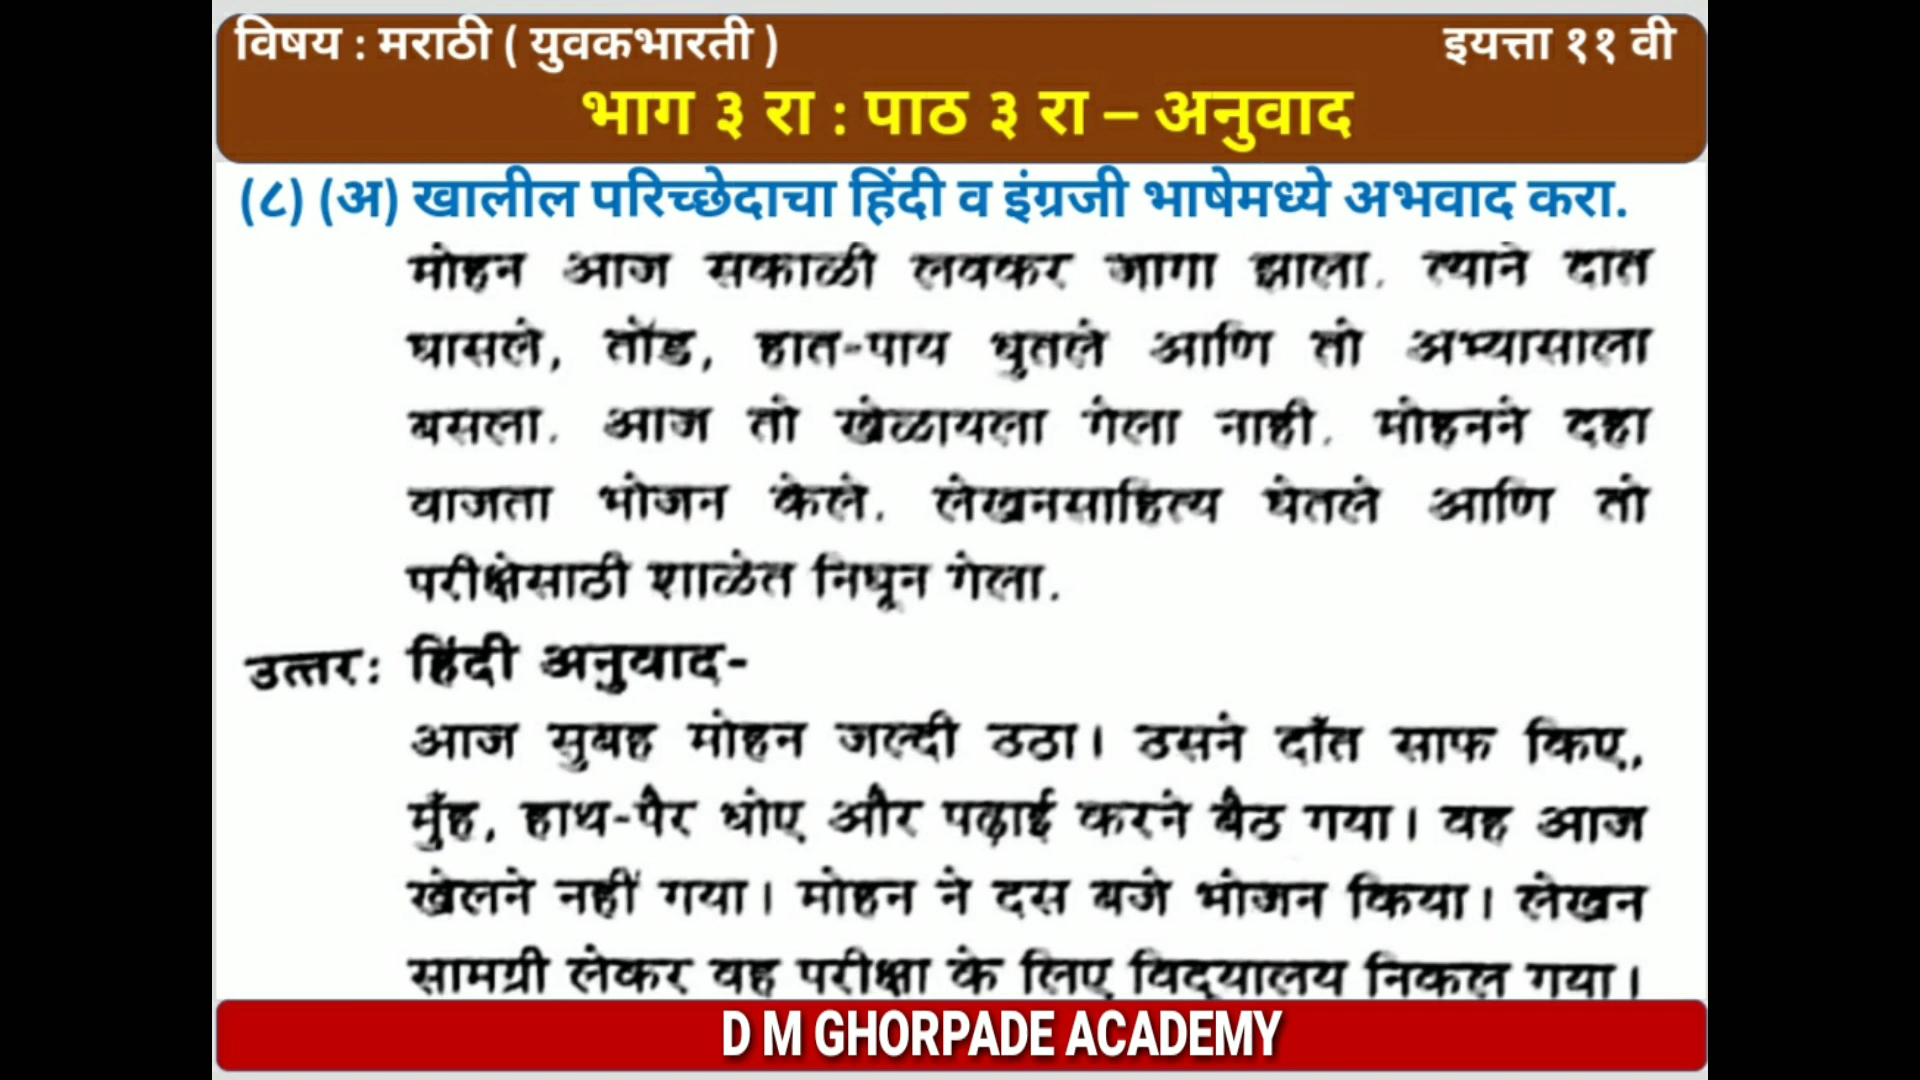 विषय : मराठी ( युवकभारती )
इयत्ता ११ वी
भाग ३ रा : पाठ ३ रा – अनुवाद
(८) (अ) खालील परिच्छेदाचा हिंदी व इंग्रजी भाषेमध्ये अभवाद करा.
मोहन आज सकाळी लवकर जागा झाला. त्याने दात
घासले, तोंड, हात-पाय धुतले आणि तो अभ्यासाला
बसला. आज तो खेळायला गेला नाही. मोहनने दहा
वाजता भोजन केले. लेखनसाहित्य घेतले आणि तो
परीक्षेसाठी शाळेत निघून गेला.
उत्तर: हिंदी अनुवाद-
आज सुबह मोहन जल्दी ठठा। उसने दाँत साफ किए,
मुँह, हाथ-पैर धोए और पढ़ाई करने बैठ गया। वह आज
खेलने नहीं गया। मोहन ने दस बजे भोजन किया। लेखन
सामग्री लेकर वह परीक्षा के लिए विद्यालय निकल गया।
D M GHORPADE ACADEMY